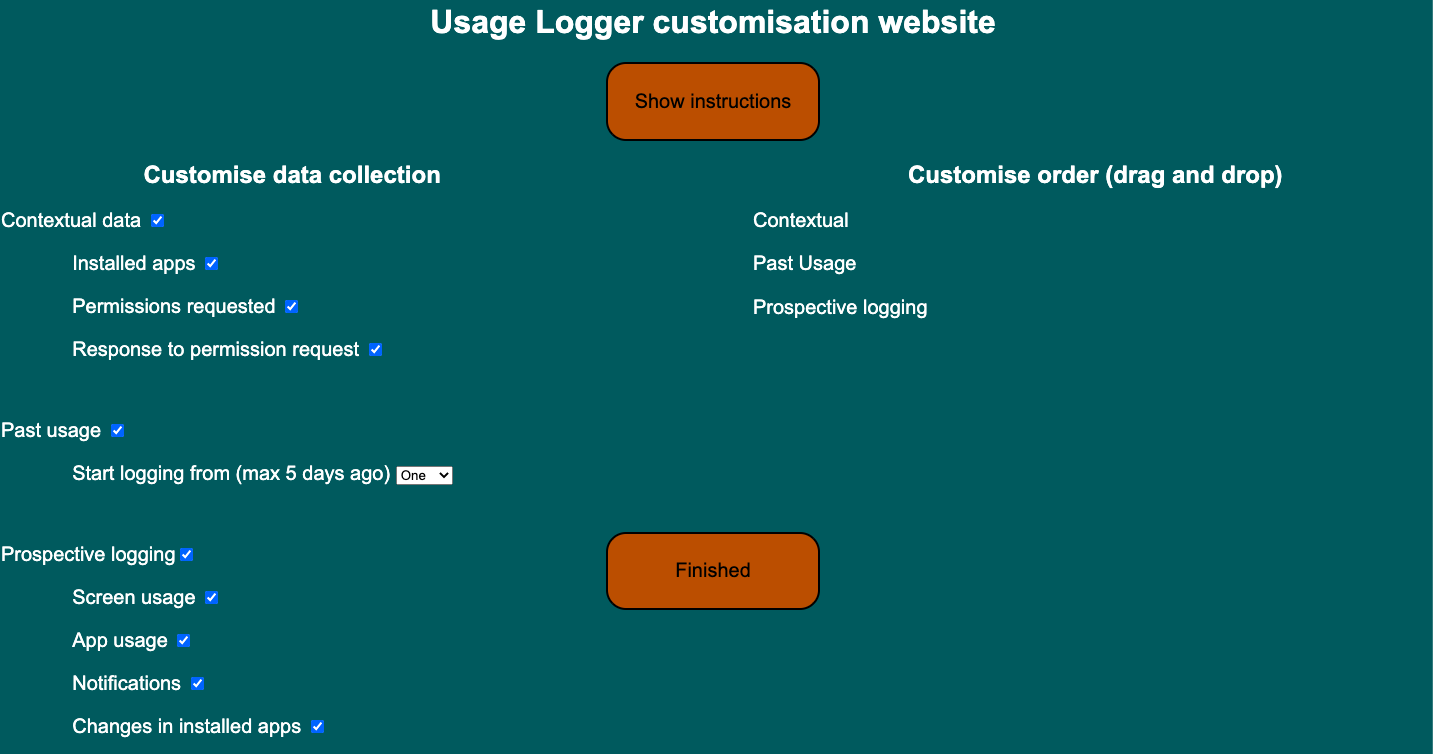 Usage Logger customisation website
Show instructions
Customise data collection
Contextual data
Installed apps
Permissions requested
Response to permission request
Past usage
Start logging from (max 5 days ago) One
Prospective logging
Screen usage
App usage
Notifications
Changes in installed apps
Customise order (drag and drop)
Contextual
Past Usage
Prospective logging
Finished